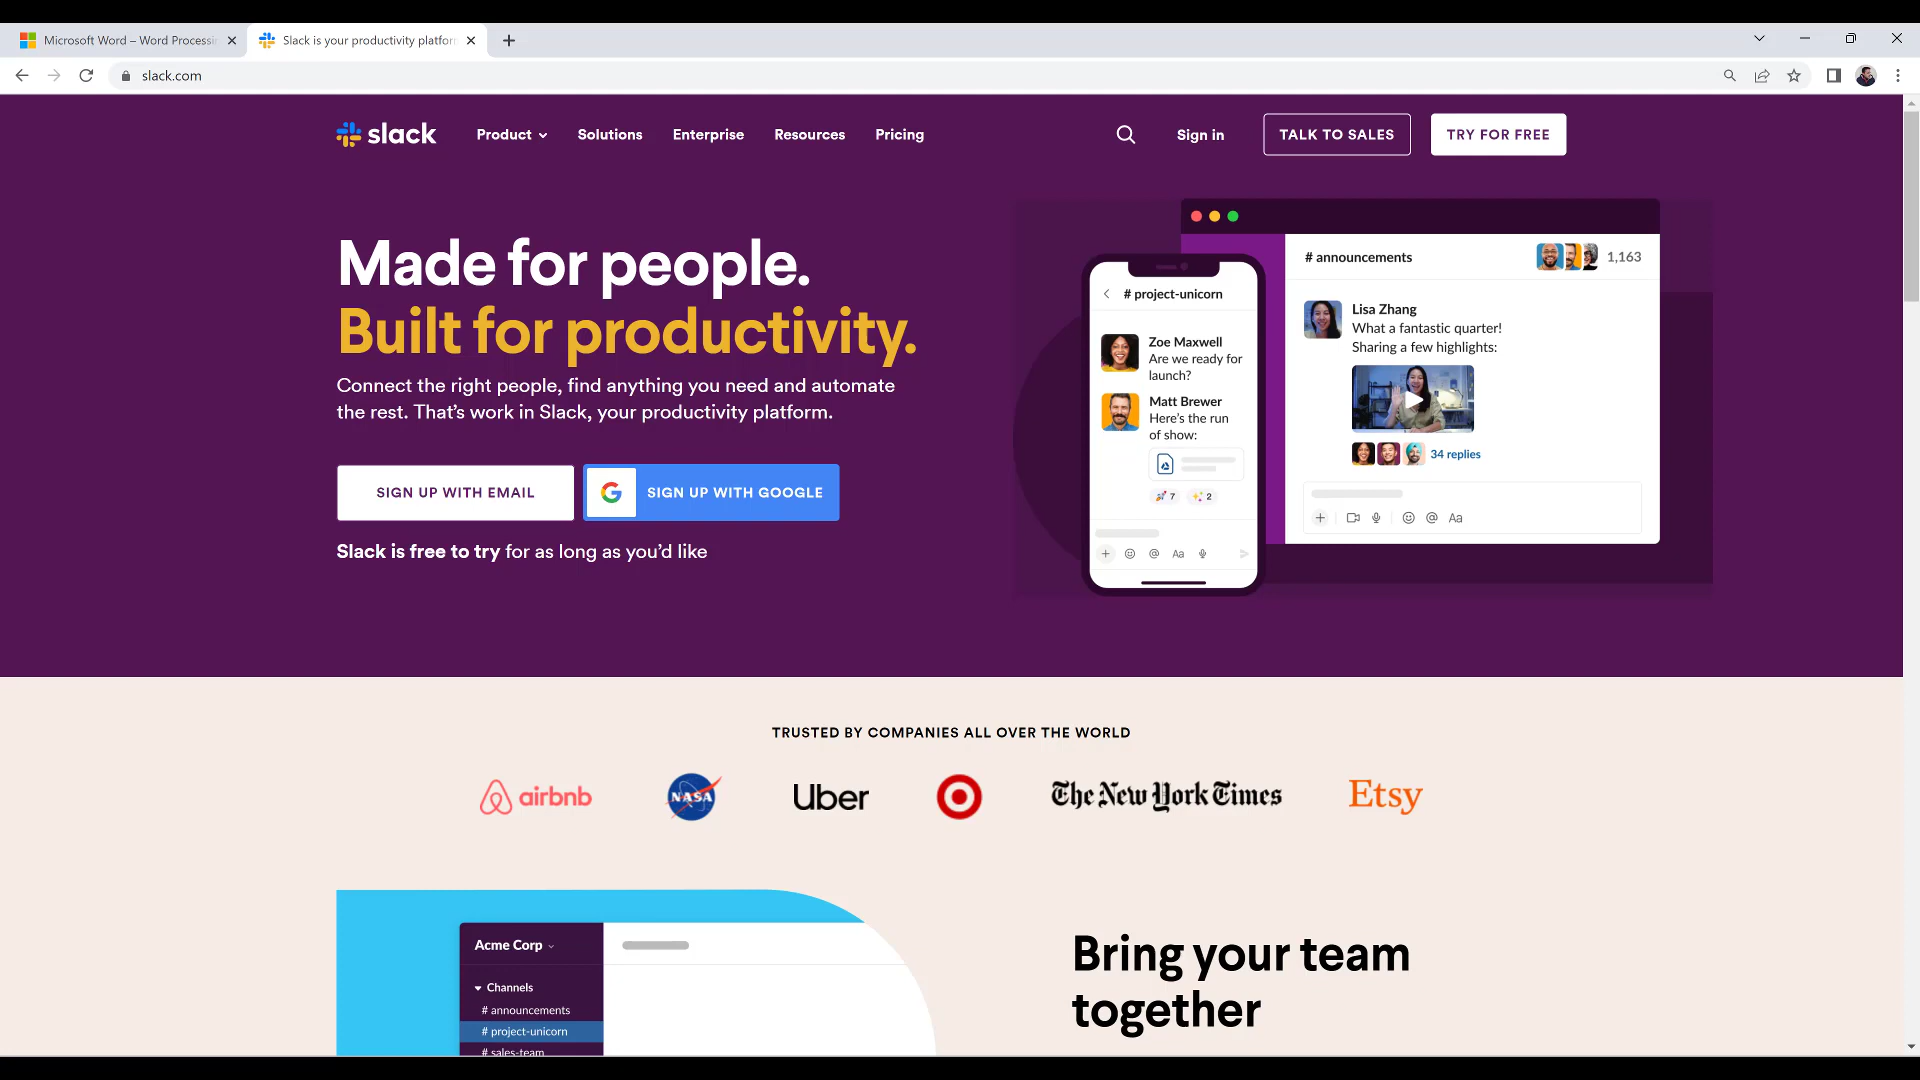 Microsoft Word – Word Processi
Slack is your productivity platfor
slack.com
slack
Product
Solutions
Enterprise
Resources
Pricing
Sign in
TALK TO SALES
TRY FOR FREE
Made for people.
Built for productivity.
Connect the right people, find anything you need and automate
the rest. That’s work in Slack, your productivity platform.
SIGN UP WITH EMAIL
G
SIGN UP WITH GOOGLE
Slack is free to try for as long as you’d like
# project-unicorn
Zoe Maxwell
Are we ready for
launch?
Matt Brewer
Here’s the run
of show:
7
2
+ @ Aa
# announcements
1,163
Lisa Zhang
What a fantastic quarter!
Sharing a few highlights:
34 replies
+ @ Aa
TRUSTED BY COMPANIES ALL OVER THE WORLD
airbnb
NASA
Uber
The New York Times
Etsy
Acme Corp
Channels
# announcements
# project-unicorn
# sales-team
Bring your team
together